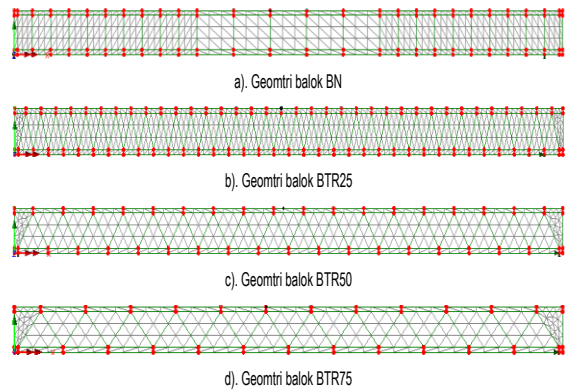 a). Geomtri balok BN
b). Geomtri balok BTR25
c). Geomtri balok BTR50
d). Geomtri balok BTR75